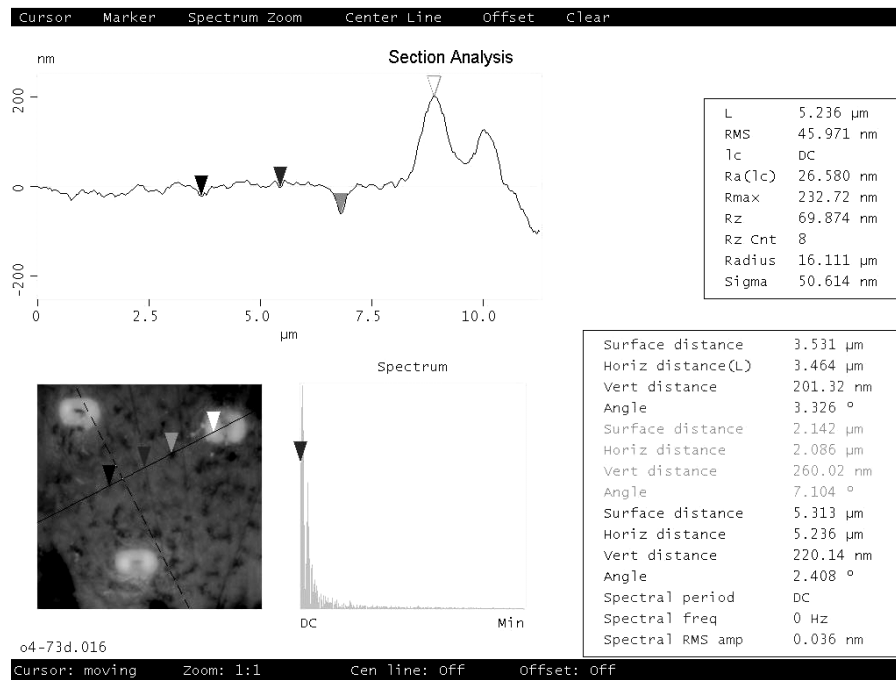 Cursor Marker Spectrum Zoom Center Line Offset Clear
Section Analysis
nm
200
0
-200
0 2.5 5.0 7.5 10.0
µm
L 5.236 µm
RMS 45.971 nm
lc DC
Ra(lc) 26.580 nm
Rmax 232.72 nm
Rz 69.874 nm
Rz Cnt 8
Radius 16.111 µm
Sigma 50.614 nm
Surface distance 3.531 µm
Horiz distance(L) 3.464 µm
Vert distance 201.32 nm
Angle 3.326 º
Surface distance 2.142 µm
Horiz distance 2.086 µm
Vert distance 260.02 nm
Angle 7.104 º
Surface distance 5.313 µm
Horiz distance 5.236 µm
Vert distance 220.14 nm
Angle 2.408 º
Spectral period DC
Spectral freq 0 Hz
Spectral RMS amp 0.036 nm
Spectrum
DC Min
o4-73d.016
Cursor: moving Zoom: 1:1 Cen line: Off Offset: Off